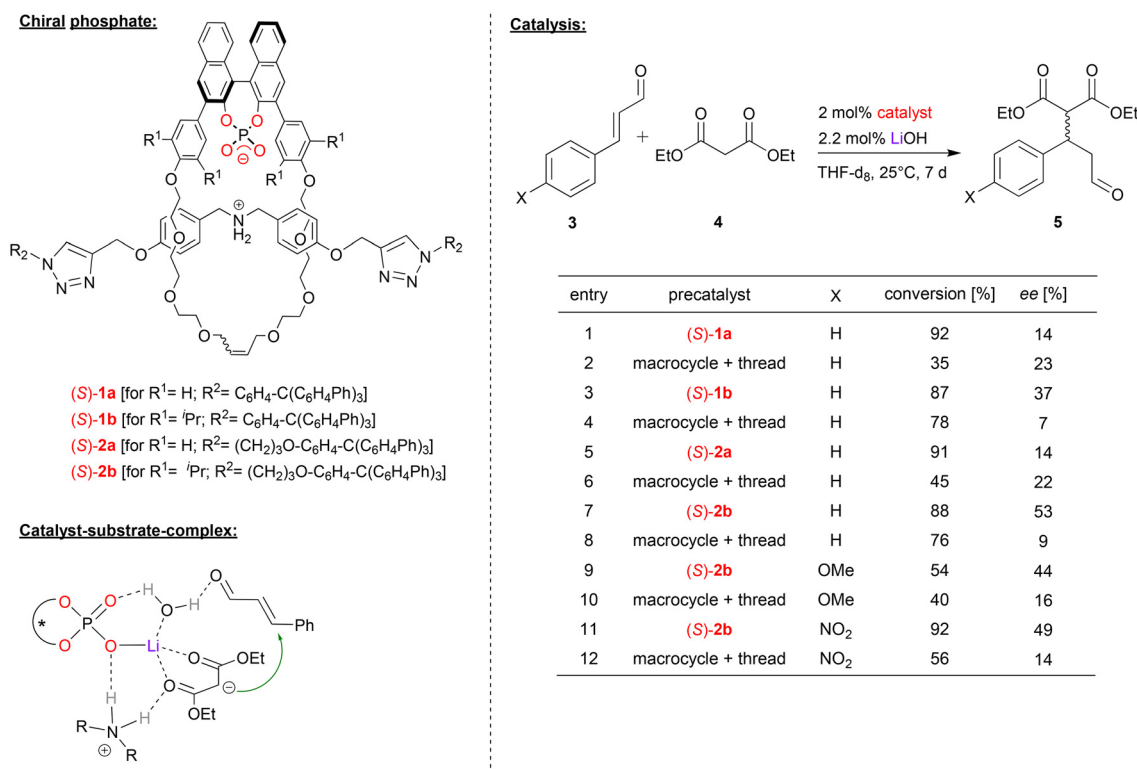 Chiral phosphate:
O O
P
R¹ O O R¹
⊖
R¹ R¹
O O
⊕
N
H₂
O O
R₂ R₂
N O O N
N N N N
O O
O O
(S)-1a [for R¹= H; R²= C₆H₄-C(C₆H₄Ph)₃]
(S)-1b [for R¹= ⁱPr; R²= C₆H₄-C(C₆H₄Ph)₃]
(S)-2a [for R¹= H; R²= (CH₂)₃O-C₆H₄-C(C₆H₄Ph)₃]
(S)-2b [for R¹= ⁱPr; R²= (CH₂)₃O-C₆H₄-C(C₆H₄Ph)₃]
Catalyst-substrate-complex:
O O H O
P O H
* Ph
O O Li
O OEt
O ⊖
H OEt
R N H
⊕ R
Catalysis:
O
X
3
+
O O
EtO OEt
4
2 mol% catalyst
2.2 mol% LiOH
THF-d₈, 25°C, 7 d
O O
EtO OEt
X O
5
entry precatalyst X conversion [%] ee [%]
1 (S)-1a H 92 14
2 macrocycle + thread H 35 23
3 (S)-1b H 87 37
4 macrocycle + thread H 78 7
5 (S)-2a H 91 14
6 macrocycle + thread H 45 22
7 (S)-2b H 88 53
8 macrocycle + thread H 76 9
9 (S)-2b OMe 54 44
10 macrocycle + thread OMe 40 16
11 (S)-2b NO₂ 92 49
12 macrocycle + thread NO₂ 56 14